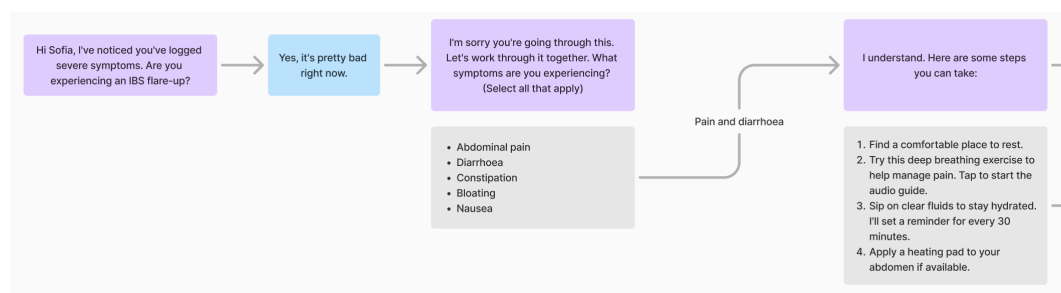 Hi Sofia, I've noticed you've logged
severe symptoms. Are you
experiencing an IBS flare-up?
Yes, it's pretty bad
right now.
I'm sorry you're going through this.
Let's work through it together. What
symptoms are you experiencing?
(Select all that apply)
• Abdominal pain
• Diarrhoea
• Constipation
• Bloating
• Nausea
Pain and diarrhoea
I understand. Here are some steps
you can take:
1. Find a comfortable place to rest.
2. Try this deep breathing exercise to
help manage pain. Tap to start the
audio guide.
3. Sip on clear fluids to stay hydrated.
I'll set a reminder for every 30
minutes.
4. Apply a heating pad to your
abdomen if available.